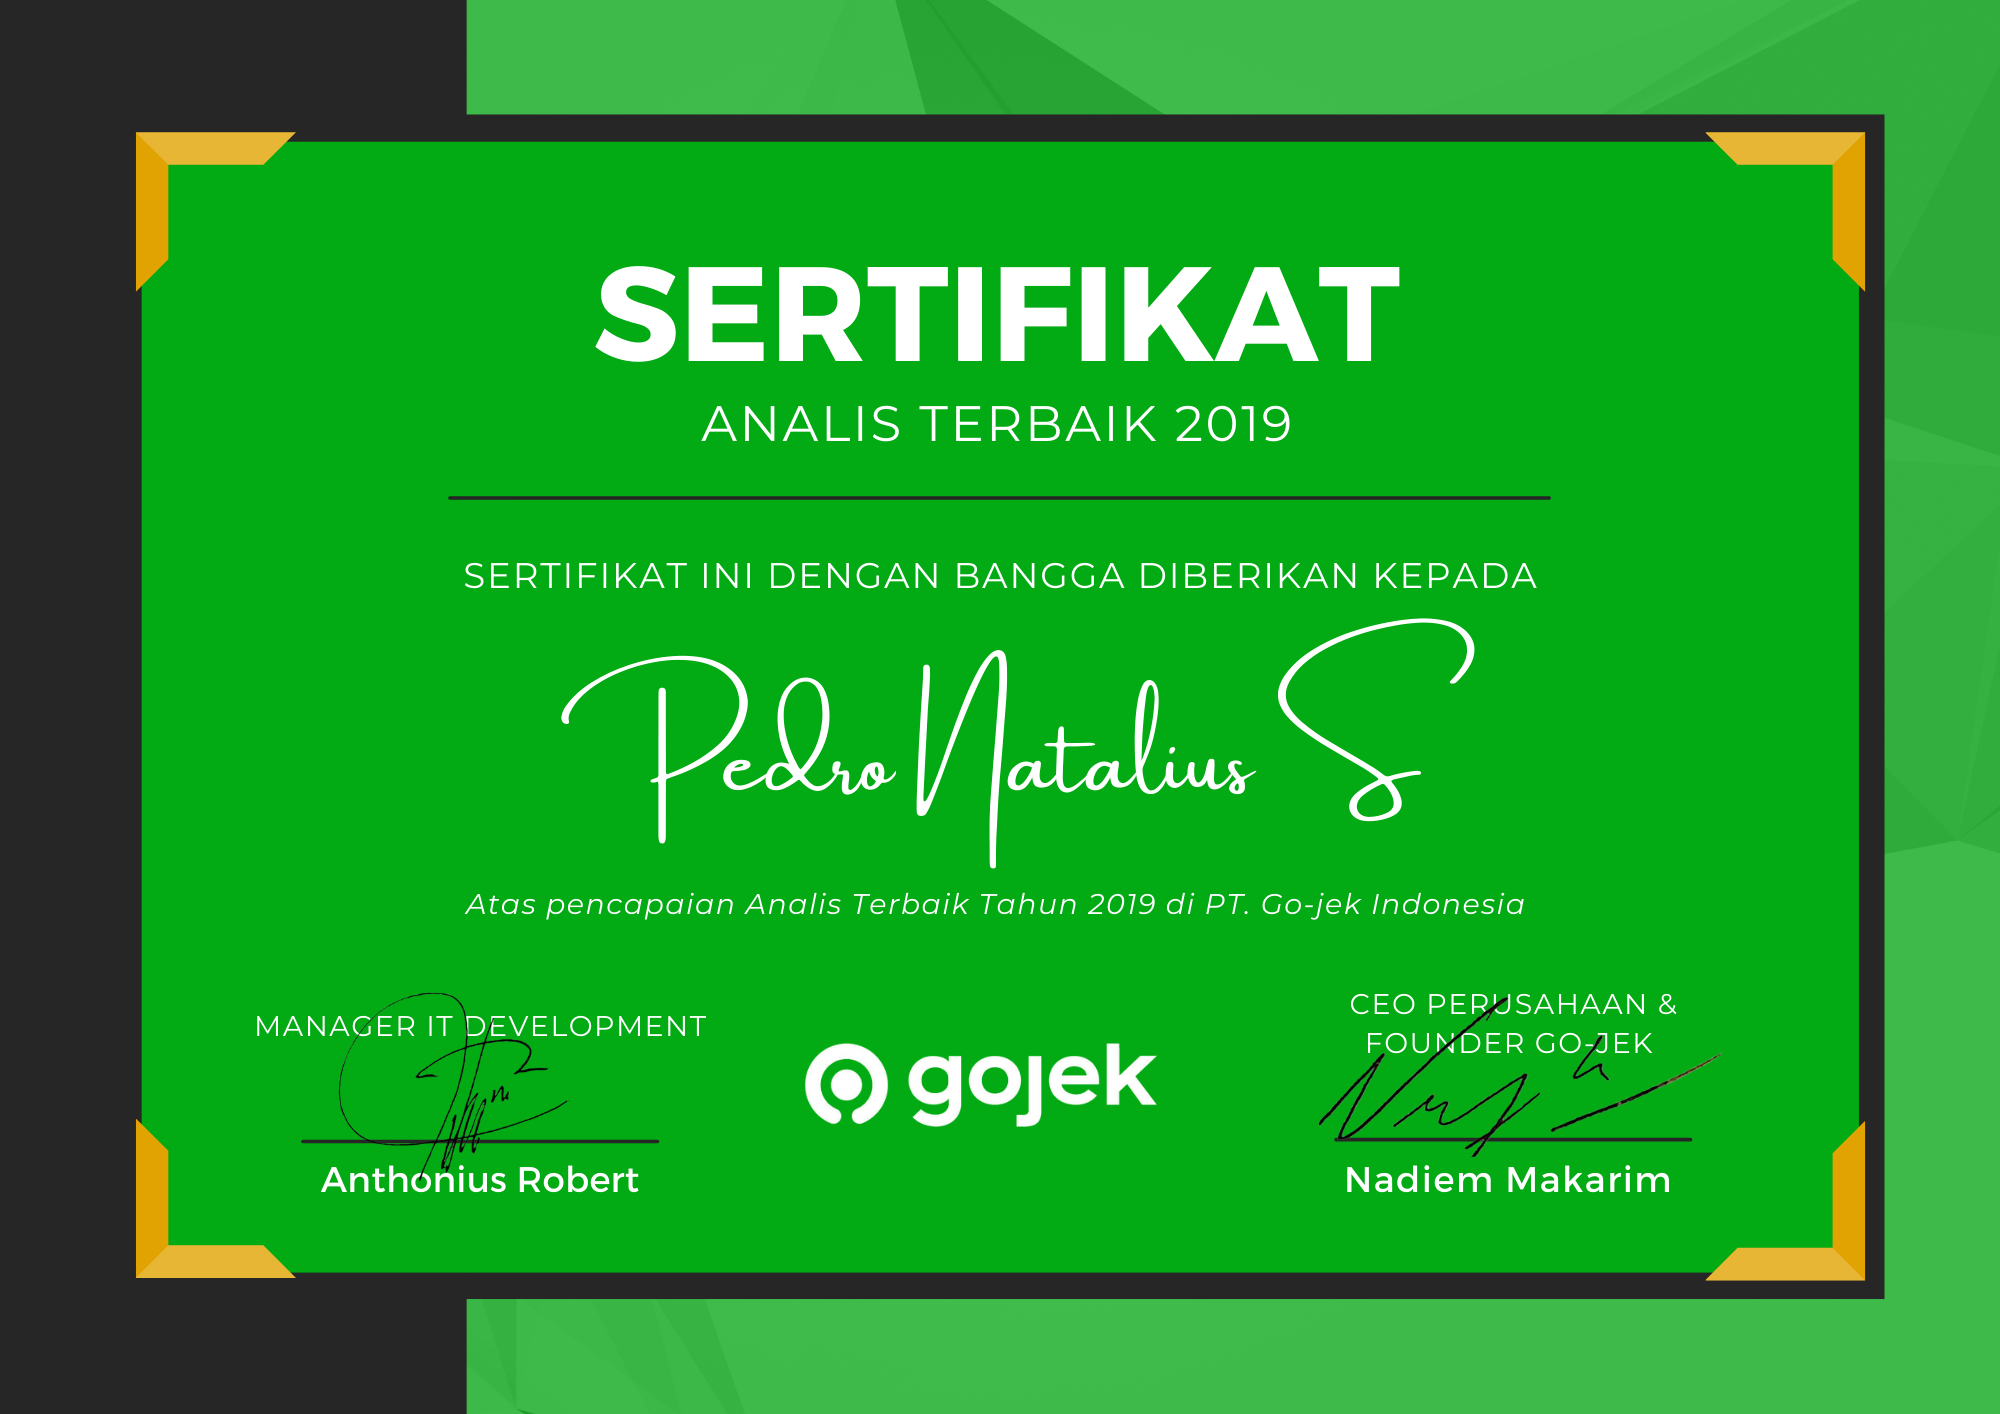 SERTIFIKAT
ANALIS TERBAIK 2019
SERTIFIKAT INI DENGAN BANGGA DIBERIKAN KEPADA
Pedro Natalius S
Atas pencapaian Analis Terbaik Tahun 2019 di PT. Go-jek Indonesia
MANAGER IT DEVELOPMENT
Anthonius Robert
gojek
CEO PERUSAHAAN &
FOUNDER GO-JEK
Nadiem Makarim